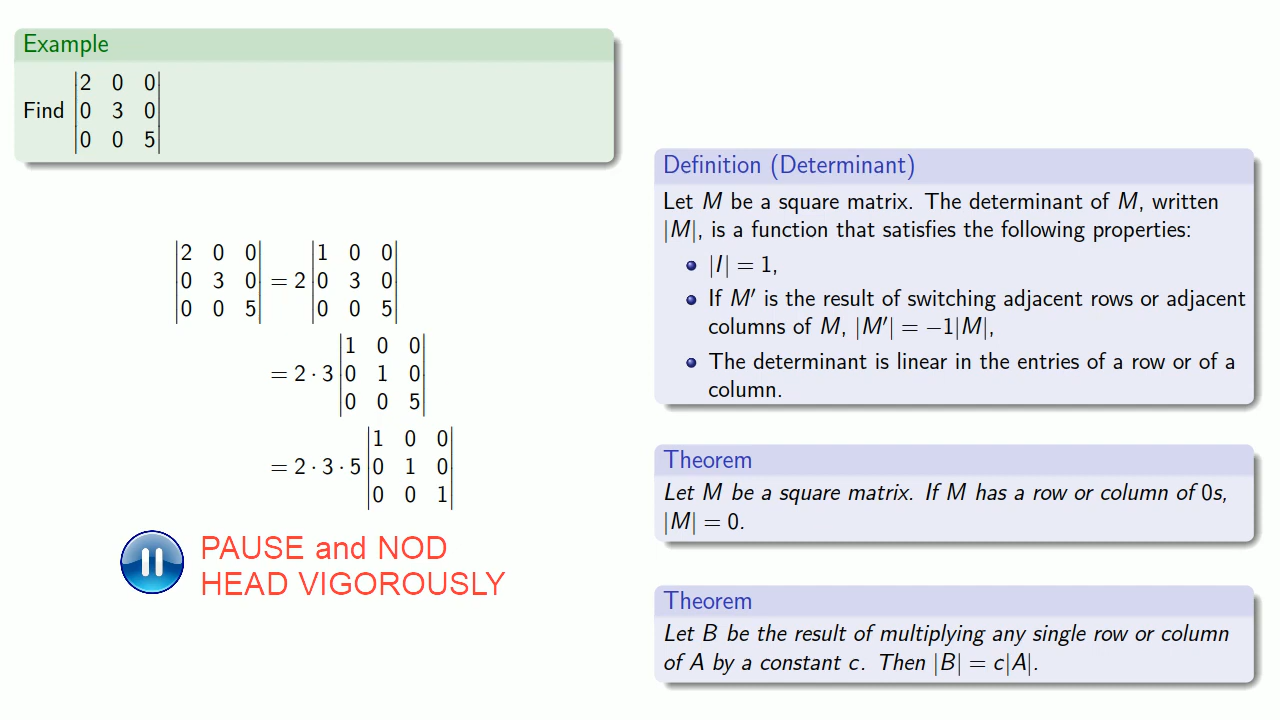 Example
Find |2 0 0|
|0 3 0|
|0 0 5|
|2 0 0| |1 0 0|
|0 3 0| = 2 |0 3 0|
|0 0 5| |0 0 5|
|1 0 0|
= 2 · 3 |0 1 0|
|0 0 5|
|1 0 0|
= 2 · 3 · 5 |0 1 0|
|0 0 1|
PAUSE and NOD
HEAD VIGOROUSLY
Definition (Determinant)
Let M be a square matrix. The determinant of M, written
|M|, is a function that satisfies the following properties:
|I| = 1,
If M′ is the result of switching adjacent rows or adjacent
columns of M, |M′| = −1|M|,
The determinant is linear in the entries of a row or of a
column.
Theorem
Let M be a square matrix. If M has a row or column of 0s,
|M| = 0.
Theorem
Let B be the result of multiplying any single row or column
of A by a constant c. Then |B| = c|A|.